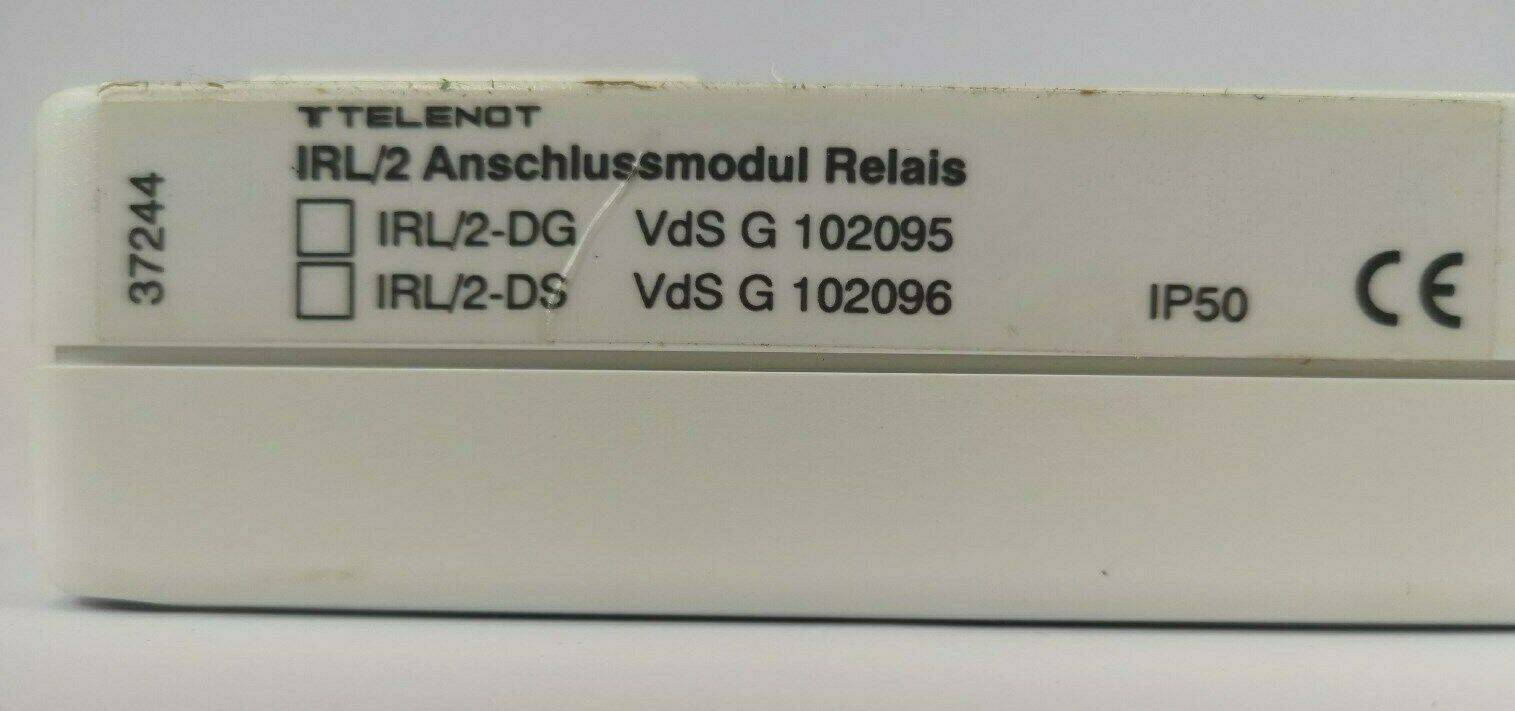 TELENOT
IRL/2 Anschlussmodul Relais
IRL/2-DG VdS G 102095
IRL/2-DS VdS G 102096
IP50 CE
37244